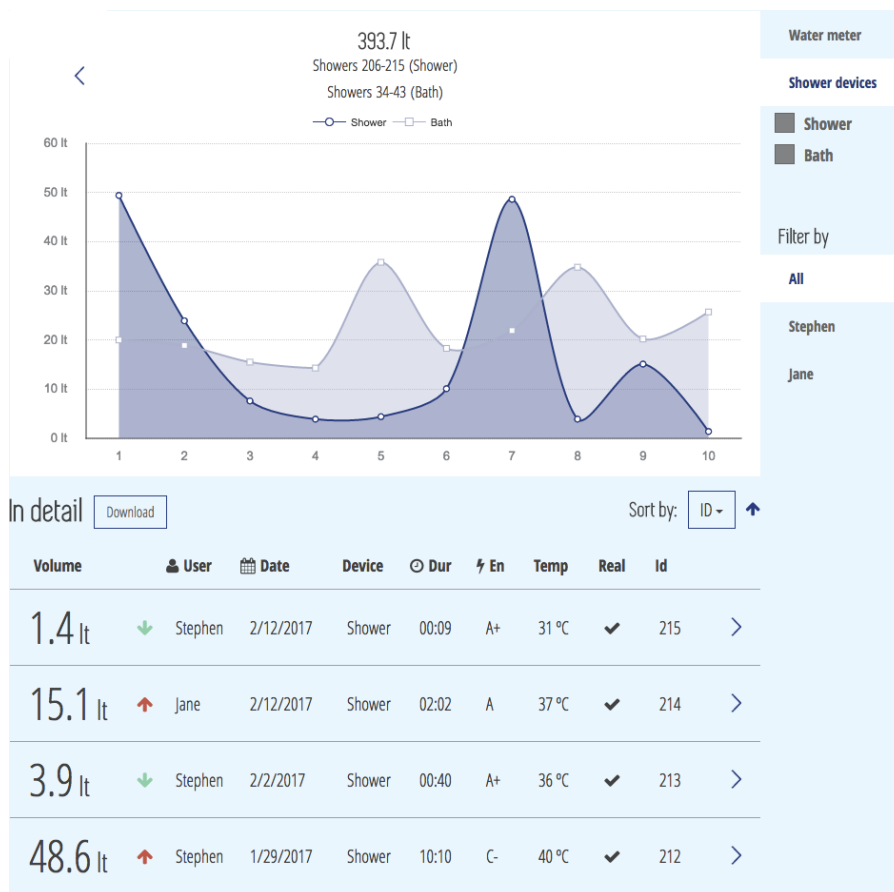 393.7 lt
Showers 206-215 (Shower)
Showers 34-43 (Bath)
Shower Bath
60 lt
50 lt
40 lt
30 lt
20 lt
10 lt
0 lt
1 2 3 4 5 6 7 8 9 10
Water meter
Shower devices
Shower
Bath
Filter by
All
Stephen
Jane
In detail Download Sort by: ID
Volume User Date Device Dur En Temp Real Id
1.4 lt Stephen 2/12/2017 Shower 00:09 A+ 31 ºC 215
15.1 lt Jane 2/12/2017 Shower 02:02 A 37 ºC 214
3.9 lt Stephen 2/2/2017 Shower 00:40 A+ 36 ºC 213
48.6 lt Stephen 1/29/2017 Shower 10:10 C- 40 ºC 212